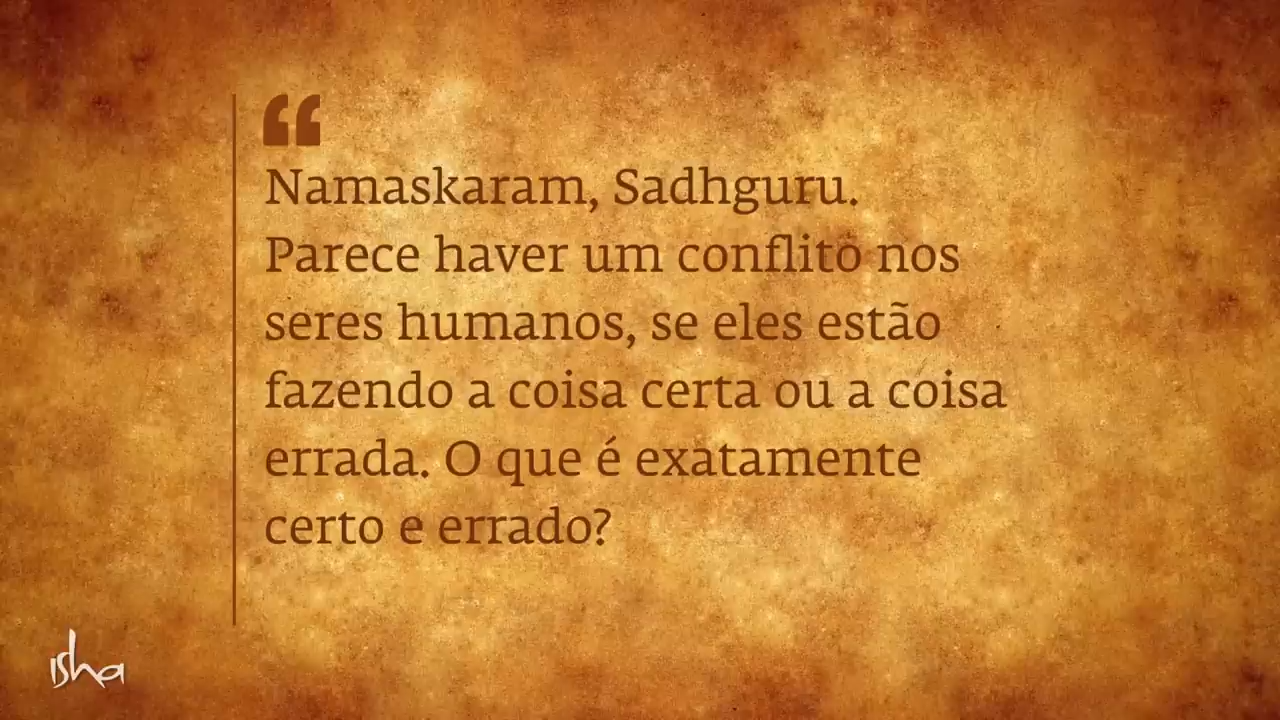 “
Namaskaram, Sadhguru.
Parece haver um conflito nos
seres humanos, se eles estão
fazendo a coisa certa ou a coisa
errada. O que é exatamente
certo e errado?
isha